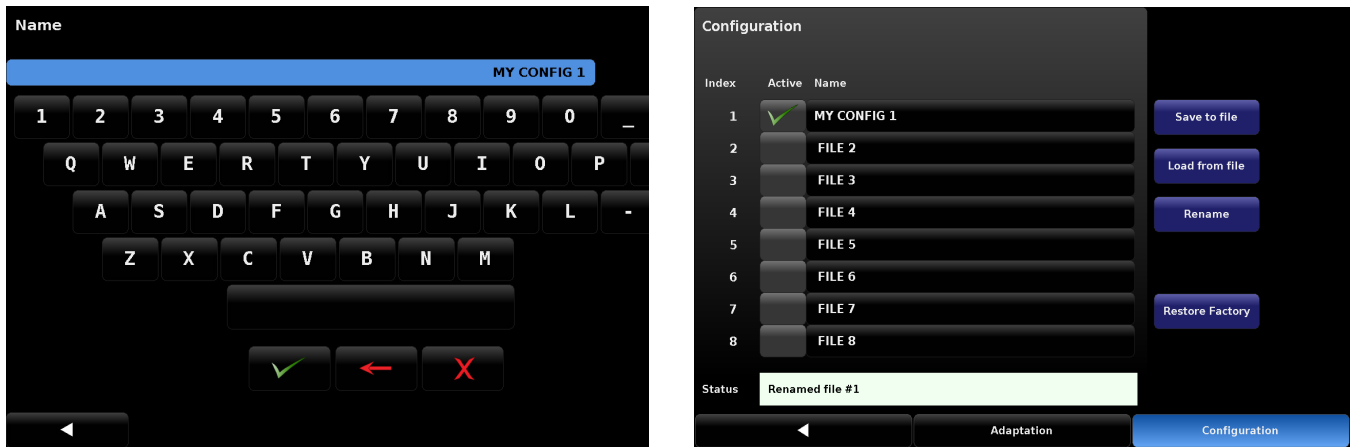 Name
MY CONFIG 1
1 2 3 4 5 6 7 8 9 0 _
Q W E R T Y U I O P
A S D F G H J K L -
Z X C V B N M
X
Configuration
Index Active Name
1 MY CONFIG 1
2 FILE 2
3 FILE 3
4 FILE 4
5 FILE 5
6 FILE 6
7 FILE 7
8 FILE 8
Status Renamed file #1
Save to file
Load from file
Rename
Restore Factory
Adaptation Configuration